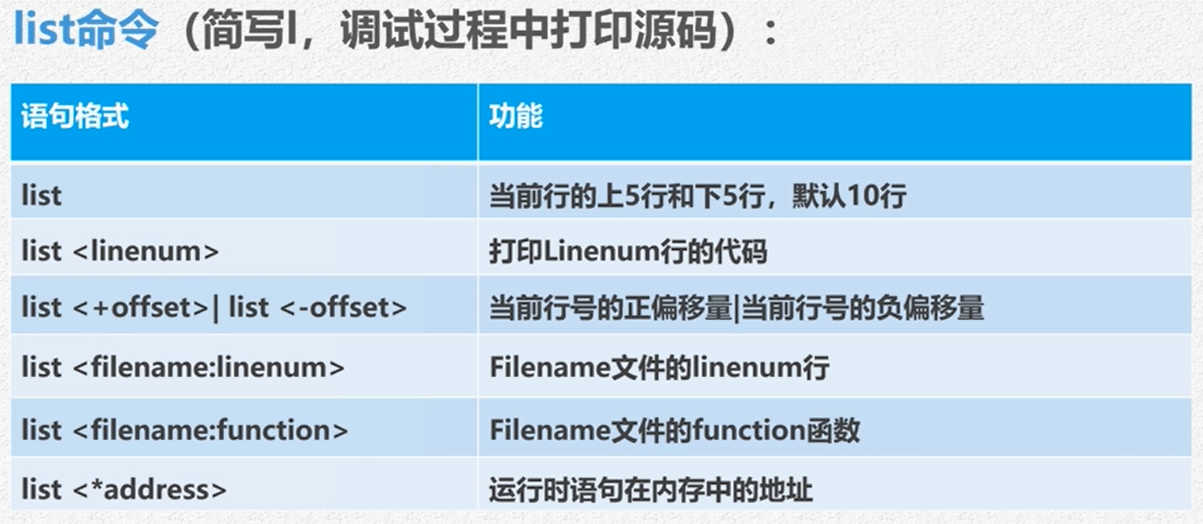 list命令（简写l，调试过程中打印源码）：
语句格式 功能
list 当前行的上5行和下5行，默认10行
list <linenum> 打印Linenum行的代码
list <+offset>| list <-offset> 当前行号的正偏移量|当前行号的负偏移量
list <filename:linenum> Filename文件的linenum行
list <filename:function> Filename文件的function函数
list <*address> 运行时语句在内存中的地址